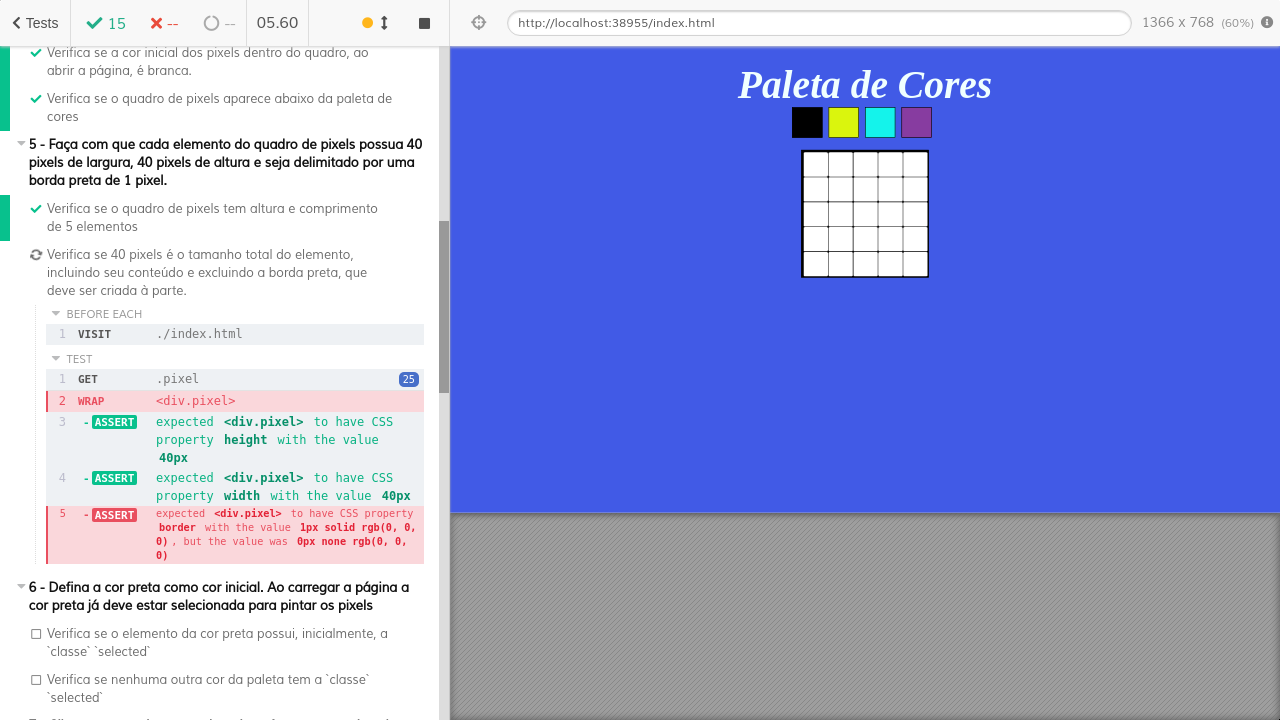 Tests
15
--
--
05.60
http://localhost:38955/index.html
1366 x 768 (60%)
Verifica se a cor inicial dos pixels dentro do quadro, ao
abrir a página, é branca.
Verifica se o quadro de pixels aparece abaixo da paleta de
cores
5 - Faça com que cada elemento do quadro de pixels possua 40
pixels de largura, 40 pixels de altura e seja delimitado por uma
borda preta de 1 pixel.
Verifica se o quadro de pixels tem altura e comprimento
de 5 elementos
Verifica se 40 pixels é o tamanto total do elemento,
incluindo seu conteúdo e excluindo a borda preta, que
deve ser criada à parte.
BEFORE EACH
1 VISIT ./index.html
TEST
1 GET .pixel 25
2 WRAP <div.pixel>
3 -ASSERT expected <div.pixel> to have CSS
property height with the value
40px
4 -ASSERT expected <div.pixel> to have CSS
property width with the value 40px
5 -ASSERT expected <div.pixel> to have CSS property
border with the value 1px solid rgb(0, 0,
0), but the value was 0px none rgb(0, 0,
0)
6 - Defina a cor preta como cor inicial. Ao carregar a página a
cor preta já deve estar selecionada para pintar os pixels
Verifica se o elemento da cor preta possui, inicialmente, a
`classe` `selected`
Verifica se nenhuma outra cor da paleta tem a `classe`
`selected`
Paleta de Cores